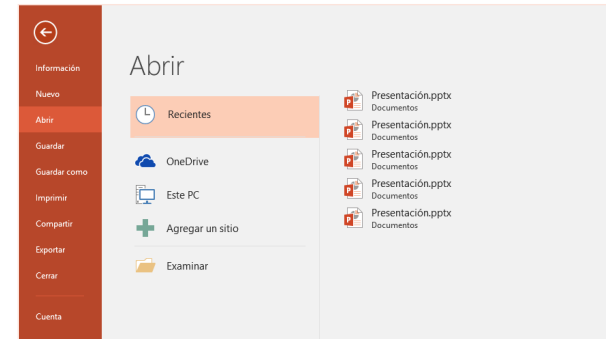 Información
Nuevo
Abrir
Guardar
Guardar como
Imprimir
Compartir
Exportar
Cerrar
Cuenta
Abrir
Recientes
OneDrive
Este PC
Agregar un sitio
Examinar
Presentación.pptx
Documentos
Presentación.pptx
Documentos
Presentación.pptx
Documentos
Presentación.pptx
Documentos
Presentación.pptx
Documentos